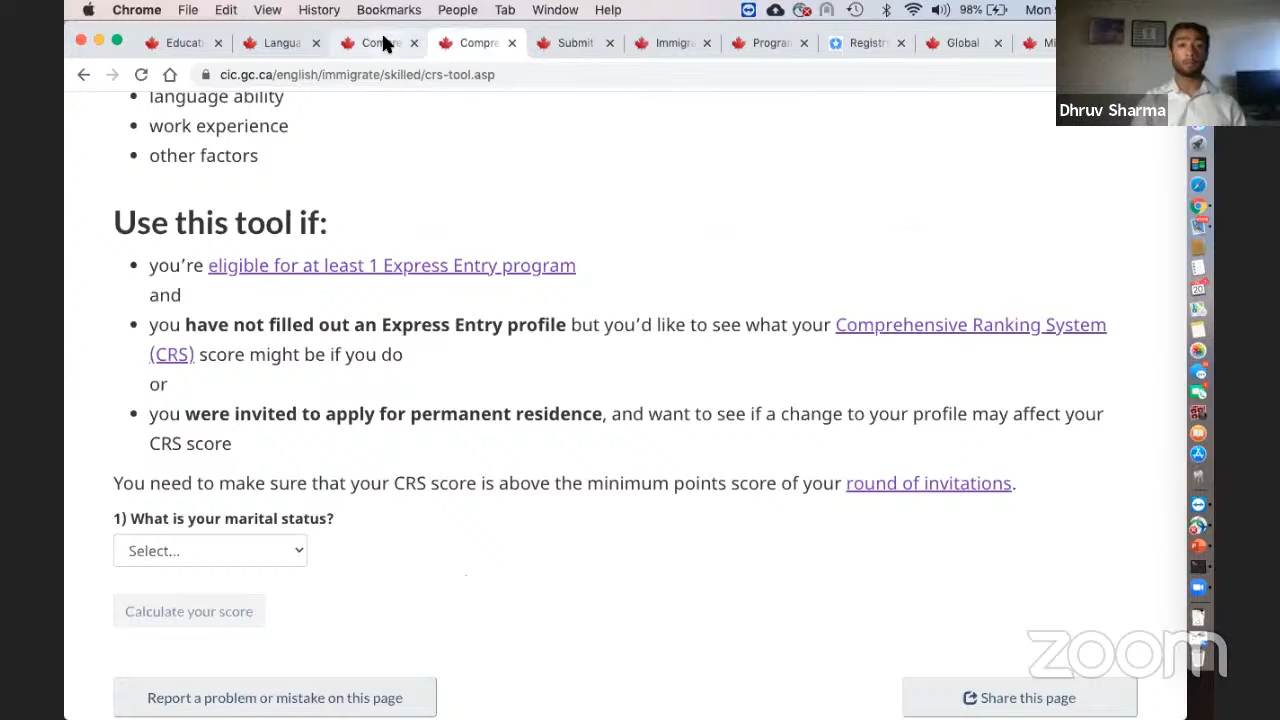 Chrome File Edit View History Bookmarks People Tab Window Help 98% Mon
Educati Langua Compre Compre Submit Immigra Program Registr Global Mi
cic.gc.ca/english/immigrate/skilled/crs-tool.asp
Dhruv Sharma
language ability
work experience
other factors
Use this tool if:
you're eligible for at least 1 Express Entry program
and
you have not filled out an Express Entry profile but you'd like to see what your Comprehensive Ranking System
(CRS) score might be if you do
or
you were invited to apply for permanent residence, and want to see if a change to your profile may affect your
CRS score
You need to make sure that your CRS score is above the minimum points score of your round of invitations.
1) What is your marital status?
Select...
Calculate your score
Report a problem or mistake on this page
Share this page
20
zoom